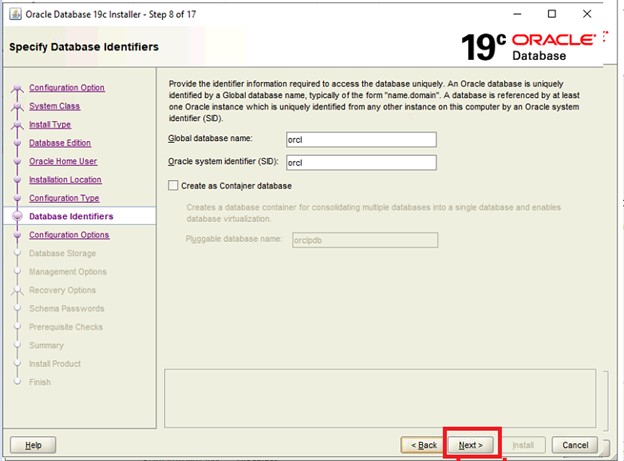 Oracle Database 19c Installer - Step 8 of 17
Specify Database Identifiers
19c ORACLE
Database
Configuration Option
System Class
Install Type
Database Edition
Oracle Home User
Installation Location
Configuration Type
Database Identifiers
Configuration Options
Database Storage
Management Options
Recovery Options
Schema Passwords
Prerequisite Checks
Summary
Install Product
Finish
Provide the identifier information required to access the database uniquely. An Oracle database is uniquely
identified by a Global database name, typically of the form "name.domain". A database is referenced by at least
one Oracle instance which is uniquely identified from any other instance on this computer by an Oracle system
identifier (SID).
Global database name: orcl
Oracle system identifier (SID): orcl
Create as Container database
Creates a database container for consolidating multiple databases into a single database and enables
database virtualization.
Pluggable database name: orclpdb
Help
< Back
Next >
Install
Cancel